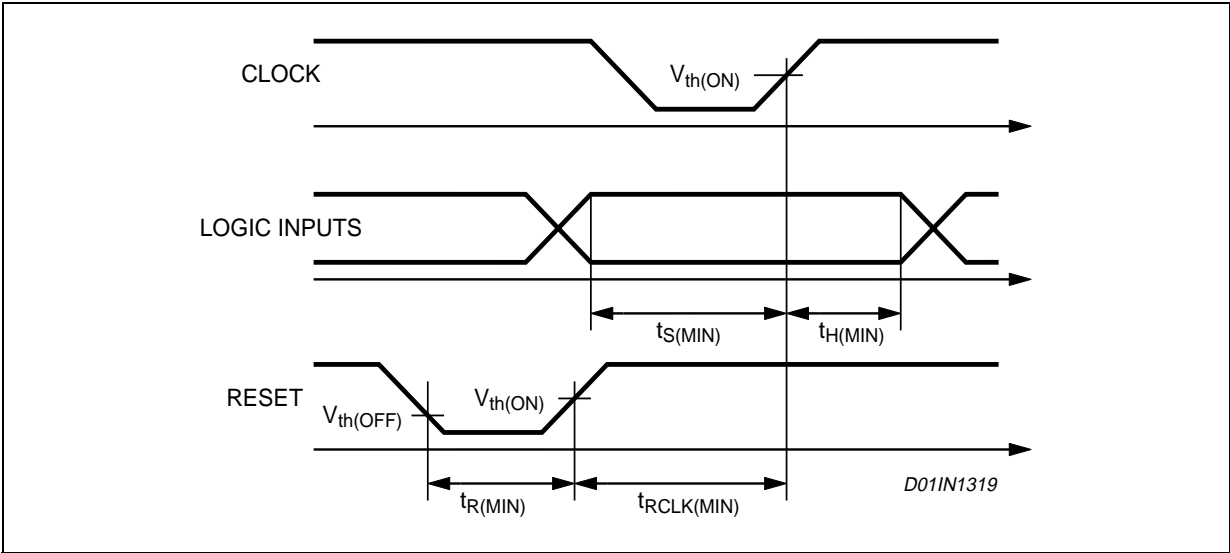 CLOCK
Vth(ON)
LOGIC INPUTS
tS(MIN)
tH(MIN)
RESET
Vth(OFF)
Vth(ON)
tR(MIN)
tRCLK(MIN)
D01IN1319